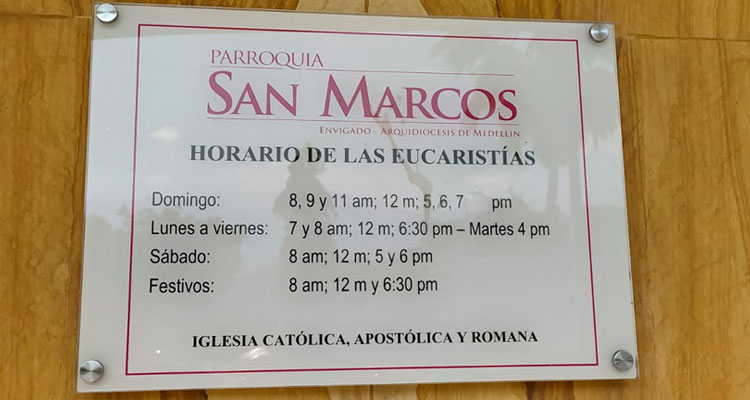 PARROQUIA
SAN MARCOS
ENVIGADO - ARQUIDIOCESIS DE MEDELLIN
HORARIO DE LAS EUCARISTÍAS
Domingo: 8, 9 y 11 am; 12 m; 5, 6, 7 pm
Lunes a viernes: 7 y 8 am; 12 m; 6:30 pm – Martes 4 pm
Sábado: 8 am; 12 m; 5 y 6 pm
Festivos: 8 am; 12 m y 6:30 pm
IGLESIA CATÓLICA, APOSTÓLICA Y ROMANA